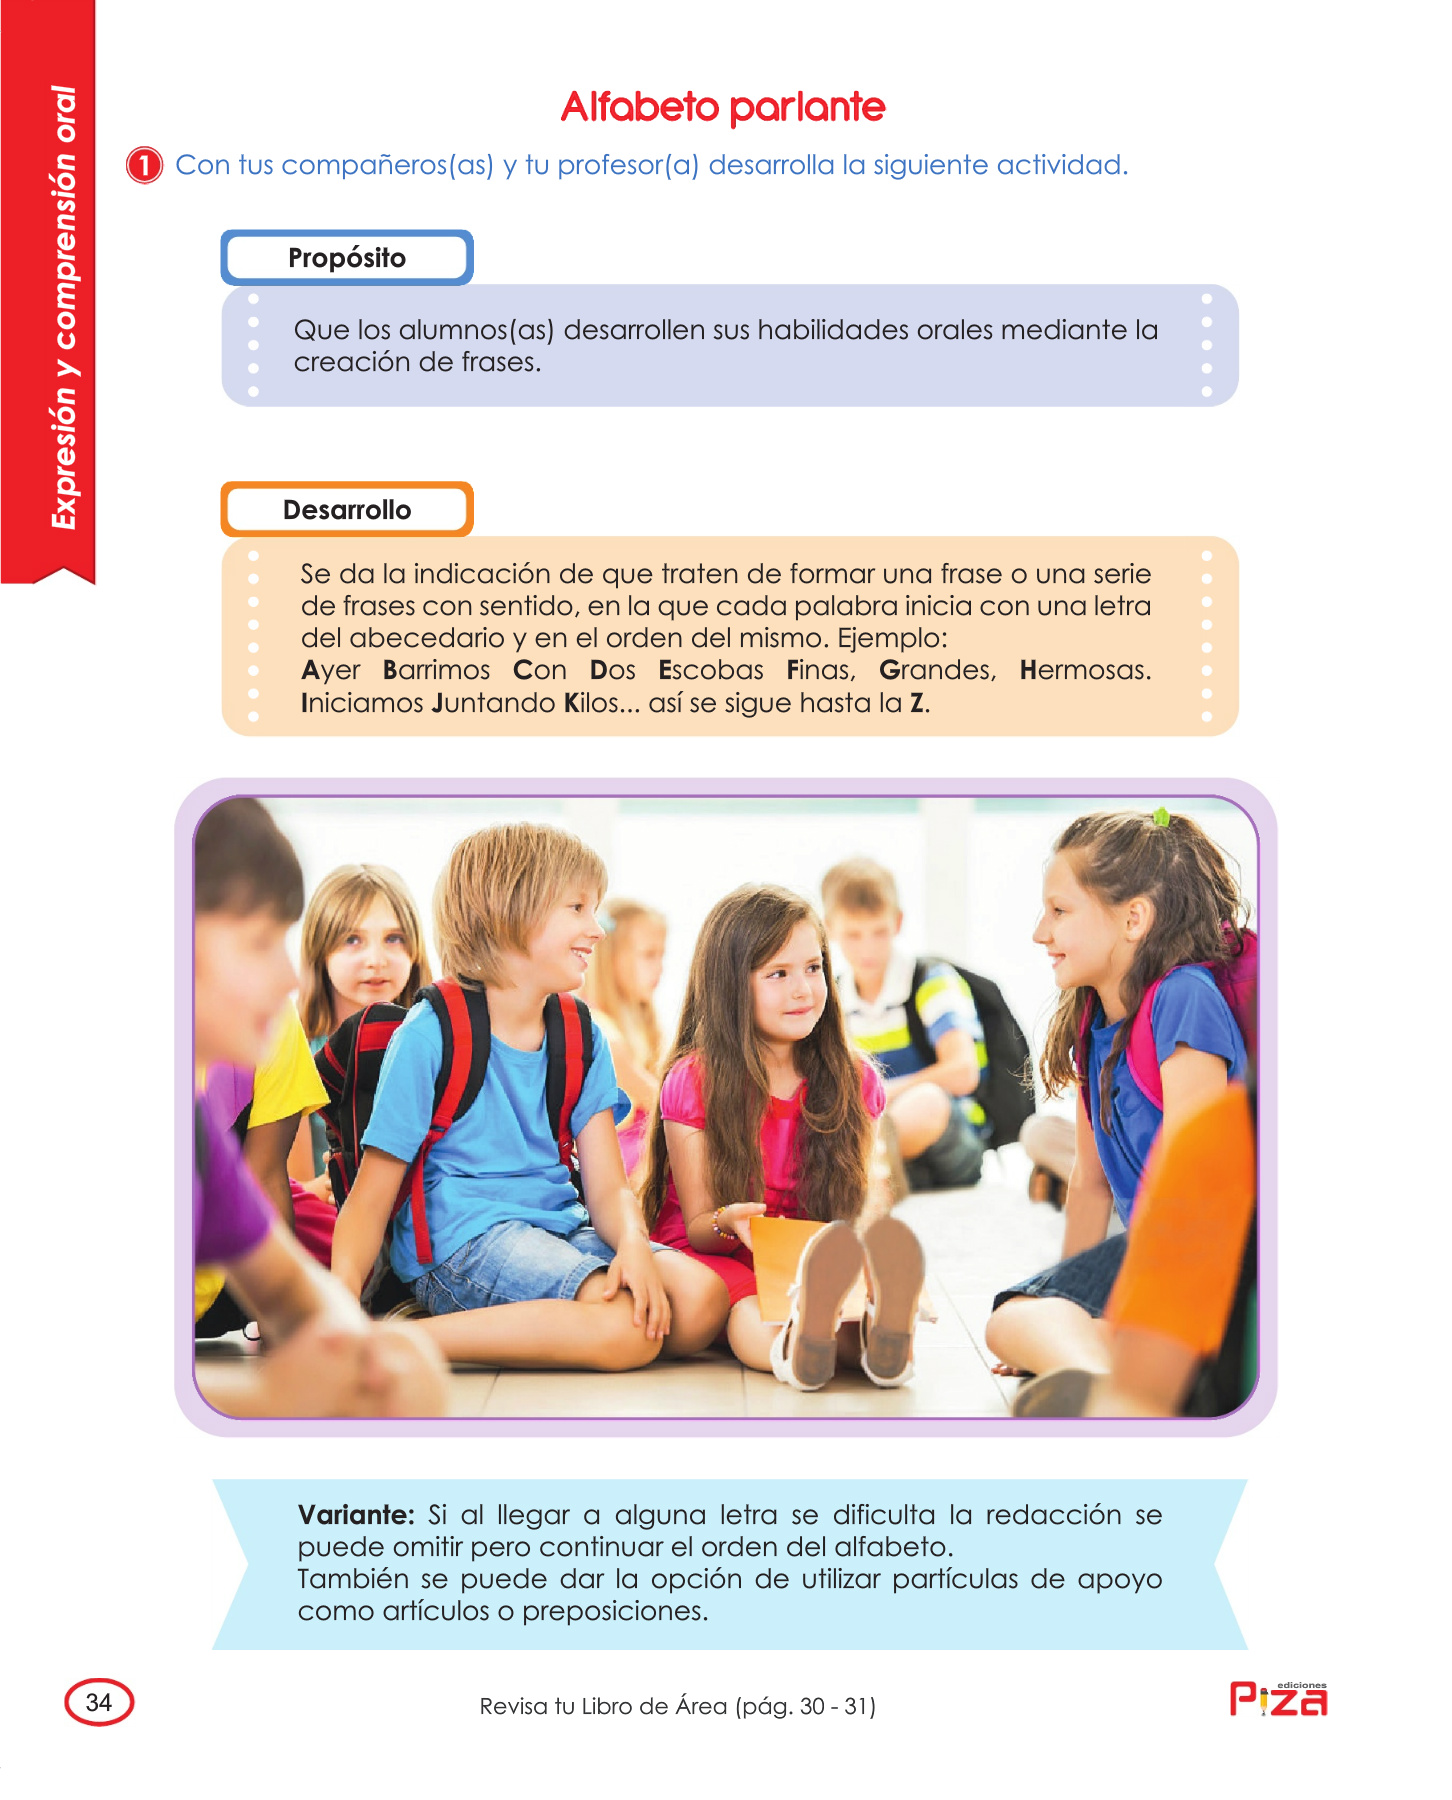 Expresión y comprensión oral
Alfabeto parlante
1 Con tus compañeros(as) y tu profesor(a) desarrolla la siguiente actividad.
Propósito
Que los alumnos(as) desarrollen sus habilidades orales mediante la
creación de frases.
Desarrollo
Se da la indicación de que traten de formar una frase o una serie
de frases con sentido, en la que cada palabra inicia con una letra
del abecedario y en el orden del mismo. Ejemplo:
Ayer Barrimos Con Dos Escobas Finas, Grandes, Hermosas.
Iniciamos Juntando Kilos... así se sigue hasta la Z.
Variante: Si al llegar a alguna letra se dificulta la redacción se
puede omitir pero continuar el orden del alfabeto.
También se puede dar la opción de utilizar partículas de apoyo
como artículos o preposiciones.
34
Revisa tu Libro de Área (pág. 30 - 31)
ediciones
Piza